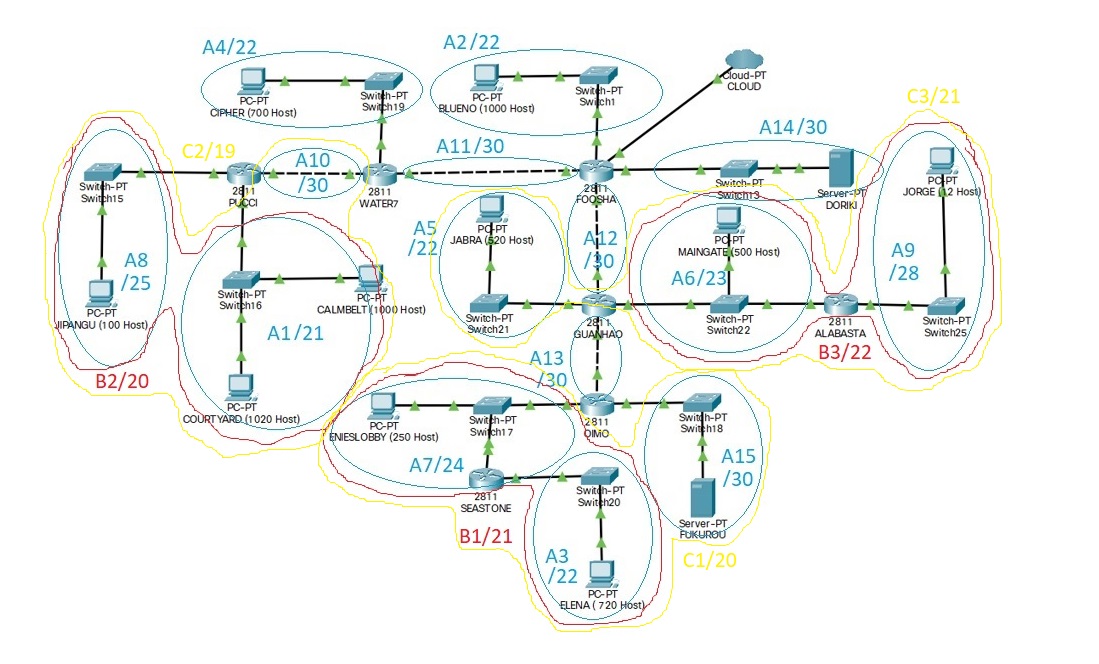 A4/22
A2/22
PC-PT
CIPHER (700 Host)
Switch-PT
Switch19
PC-PT
BLUENO (1000 Host)
Switch-PT
Switch1
Cloud-PT
CLOUD
C3/21
A14/30
A11/30
C2/19
A10
/30
Switch-PT
Switch15
2811
PUCCI
2811
WATER7
2811
FOOSHA
Switch-PT
Switch13
Server-PT
DORIKI
PC-PT
JORGE (12 Host)
A5
/22
PC-PT
JABRA (520 Host)
A12
/30
PC-PT
MAINGATE (500 Host)
A6/23
A9
/28
A8
/25
PC-PT
JIPANGU (100 Host)
Switch-PT
Switch16
PC-PT
CALMBELT (1000 Host)
A1/21
Switch-PT
Switch21
2811
GUANHAO
Switch-PT
Switch22
2811
ALABASTA
Switch-PT
Switch25
B3/22
A13
/30
B2/20
PC-PT
COURTYARD (1020 Host)
PC-PT
ENIESLOBBY (250 Host)
Switch-PT
Switch17
2811
OIMO
Switch-PT
Switch18
A7/24
A15
/30
2811
SEASTONE
Switch-PT
Switch20
Server-PT
FUKUROU
B1/21
A3
/22
C1/20
PC-PT
ELENA ( 720 Host)